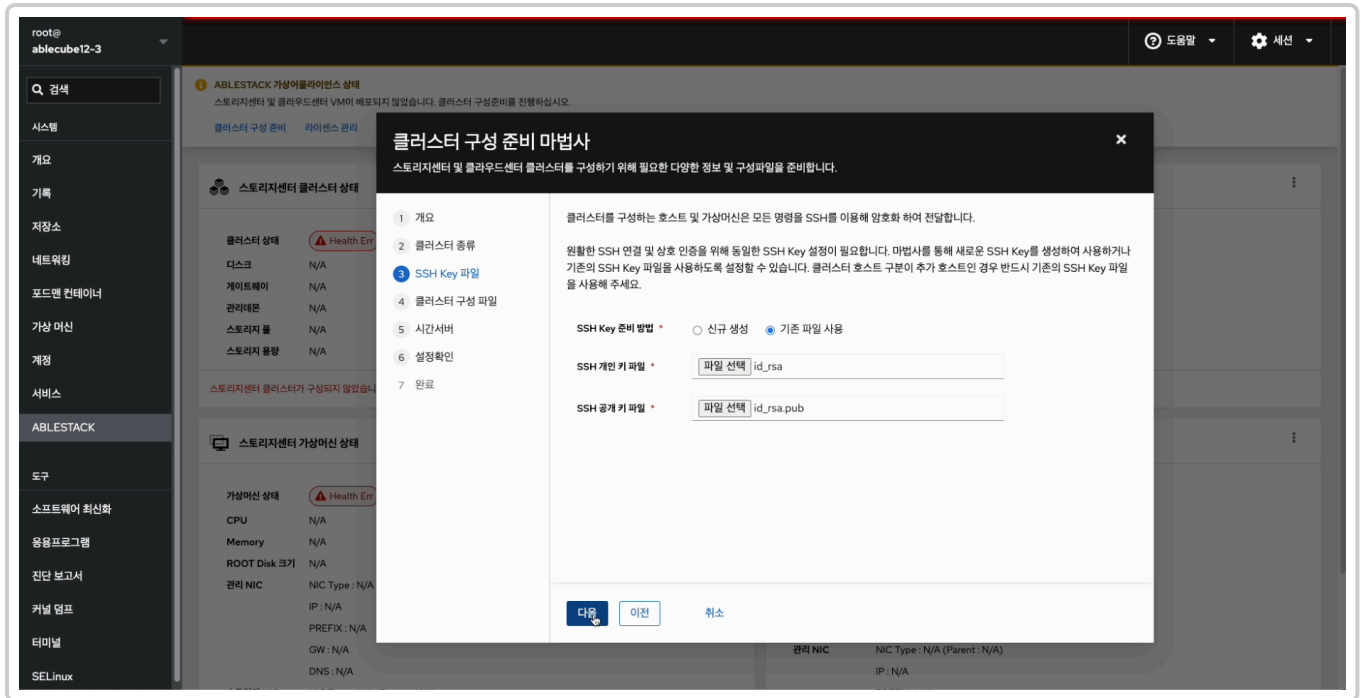 root@
ablecube12-3
도움말
세션
검색
시스템
개요
기록
저장소
네트워킹
포드맨 컨테이너
가상 머신
계정
서비스
ABLESTACK
도구
소프트웨어 최신화
응용프로그램
진단 보고서
커널 덤프
터미널
SELinux
ABLESTACK 가상어플라이언스 상태
스토리지센터 및 클라우드센터 VM이 배포되지 않았습니다. 클러스터 구성준비를 진행하십시오.
클러스터 구성 준비 라이센스 관리
스토리지센터 클러스터 상태
클러스터 상태 Health Err
디스크 N/A
게이트웨이 N/A
관리데몬 N/A
스토리지 풀 N/A
스토리지 용량 N/A
스토리지센터 클러스터가 구성되지 않았습니
스토리지센터 가상머신 상태
가상머신 상태 Health Err
CPU N/A
Memory N/A
ROOT Disk 크기 N/A
관리 NIC NIC Type : N/A
IP : N/A
PREFIX : N/A
GW : N/A
DNS : N/A
관리 NIC NIC Type : N/A (Parent : N/A)
IP : N/A
클러스터 구성 준비 마법사
스토리지센터 및 클라우드센터 클러스터를 구성하기 위해 필요한 다양한 정보 및 구성파일을 준비합니다.
1 개요
2 클러스터 종류
3 SSH Key 파일
4 클러스터 구성 파일
5 시간서버
6 설정확인
7 완료
클러스터를 구성하는 호스트 및 가상머신은 모든 명령을 SSH를 이용해 암호화 하여 전달합니다.
원활한 SSH 연결 및 상호 인증을 위해 동일한 SSH Key 설정이 필요합니다. 마법사를 통해 새로운 SSH Key를 생성하여 사용하거나
기존의 SSH Key 파일을 사용하도록 설정할 수 있습니다. 클러스터 호스트 구분이 추가 호스트인 경우 반드시 기존의 SSH Key 파일
을 사용해 주세요.
SSH Key 준비 방법 * 신규 생성 기존 파일 사용
SSH 개인 키 파일 * 파일 선택 id_rsa
SSH 공개 키 파일 * 파일 선택 id_rsa.pub
다음 이전 취소